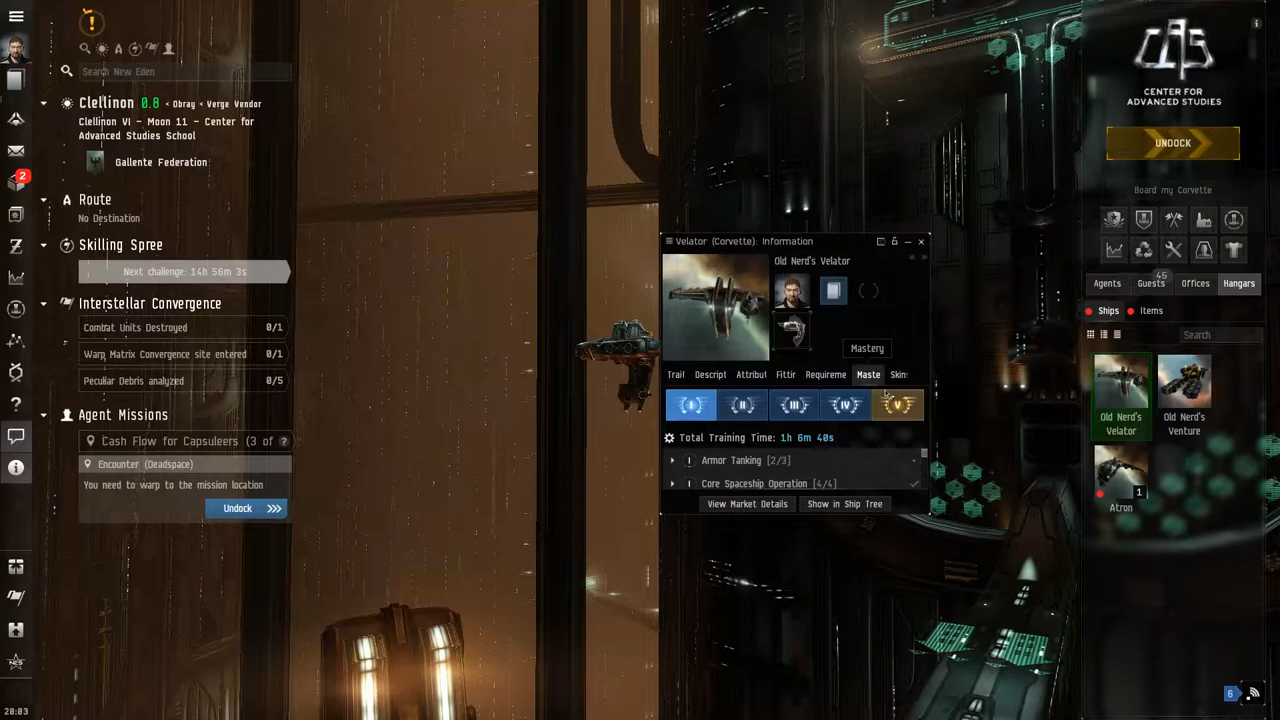 Search New Eden
Clellinon 0.8 < Obray < Verge Vendor
Clellinon VI - Moon 11 - Center for
Advanced Studies School
Gallente Federation
2
Route
No Destination
Skilling Spree
Next challenge: 14h 56m 3s
Interstellar Convergence
Combat Units Destroyed 0/1
Warp Matrix Convergence site entered 0/1
Peculiar Debris analyzed 0/5
Agent Missions
Cash Flow for Capsuleers (3 of ?
Encounter (Deadspace)
You need to warp to the mission location
Undock
20:03
Velator (Corvette): Information
Old Nerd's Velator
Mastery
Trai Descript Attribut Fittir Requireme Maste Skin:
I II III IV V
Total Training Time: 1h 6m 40s
I Armor Tanking [2/3]
I Core Spaceship Operation [4/4]
View Market Details Show in Ship Tree
CENTER FOR
ADVANCED STUDIES
UNDOCK
Board my Corvette
45
Agents Guests Offices Hangars
Ships Items
Search
Old Nerd's
Velator
Old Nerd's
Venture
1
Atron
6